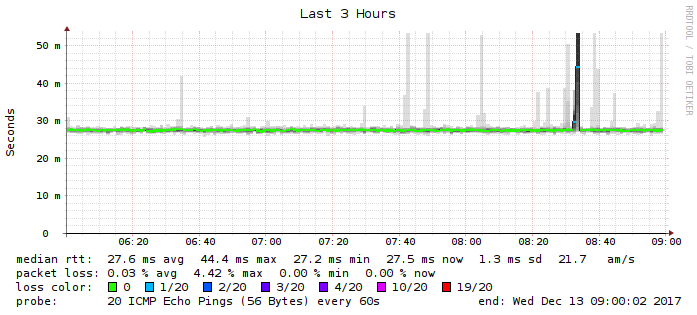 Last 3 Hours
RRDTOOL / TOBI OETIKER
Seconds
50 m
40 m
30 m
20 m
10 m
0
06:20 06:40 07:00 07:20 07:40 08:00 08:20 08:40 09:00
median rtt: 27.6 ms avg 44.4 ms max 27.2 ms min 27.5 ms now 1.3 ms sd 21.7 am/s
packet loss: 0.03 % avg 4.42 % max 0.00 % min 0.00 % now
loss color: 0 1/20 2/20 3/20 4/20 10/20 19/20
probe: 20 ICMP Echo Pings (56 Bytes) every 60s end: Wed Dec 13 09:00:02 2017